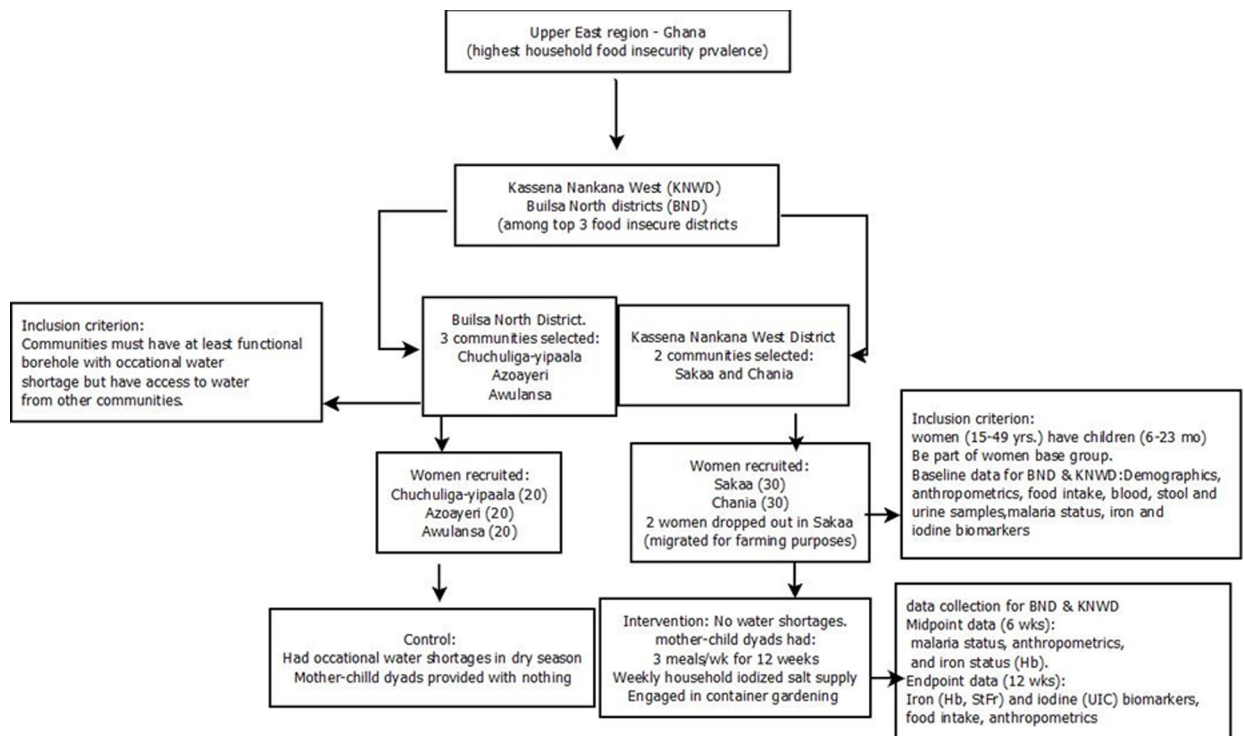 Upper East region - Ghana
(highest household food insecurity prvalence)
Kassena Nankana West (KNWD)
Builsa North districts (BND)
(among top 3 food insecure districts
Inclusion criterion:
Communities must have at least functional
borehole with occational water
shortage but have access to water
from other communities.
Builsa North District.
3 communities selected:
Chuchuliga-yipaala
Azoayeri
Awulansa
Kassena Nankana West District
2 communities selected:
Sakaa and Chania
Women recruited:
Chuchuliga-yipaala (20)
Azoayeri (20)
Awulansa (20)
Women recruited:
Sakaa (30)
Chania (30)
2 women dropped out in Sakaa
(migrated for farming purposes)
Inclusion criterion:
women (15-49 yrs.) have children (6-23 mo)
Be part of women base group.
Baseline data for BND & KNWD:Demographics,
anthropometrics, food intake, blood, stool and
urine samples,malaria status, iron and
iodine biomarkers
Control:
Had occational water shortages in dry season
Mother-chilld dyads provided with nothing
Intervention: No water shortages.
mother-child dyads had:
3 meals/wk for 12 weeks
Weekly household iodized salt supply
Engaged in container gardening
data collection for BND & KNWD
Midpoint data (6 wks):
malaria status, anthropometrics,
and iron status (Hb).
Endpoint data (12 wks):
Iron (Hb, StFr) and iodine (UIC) biomarkers,
food intake, anthropometrics